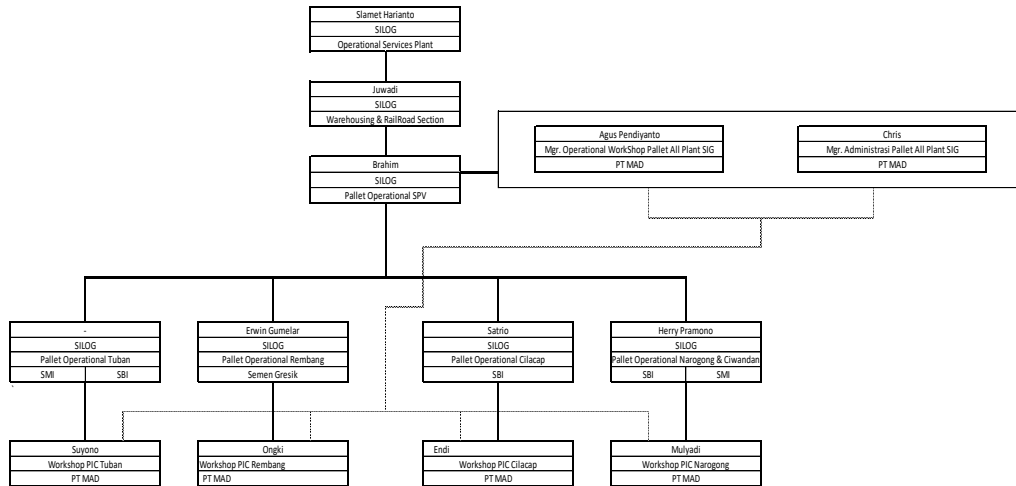 Slamet Harianto
SILOG
Operational Services Plant
Juwadi
SILOG
Warehousing & RailRoad Section
Brahim
SILOG
Pallet Operational SPV
Agus Pendiyanto
Mgr. Operational WorkShop Pallet All Plant SIG
PT MAD
Chris
Mgr. Administrasi Pallet All Plant SIG
PT MAD
-
SILOG
Pallet Operational Tuban
SMI SBI
Erwin Gumelar
SILOG
Pallet Operational Rembang
Semen Gresik
Satrio
SILOG
Pallet Operational Cilacap
SBI
Herry Pramono
SILOG
Pallet Operational Narogong & Ciwandan
SBI SMI
Suyono
Workshop PIC Tuban
PT MAD
Ongki
Workshop PIC Rembang
PT MAD
Endi
Workshop PIC Cilacap
PT MAD
Mulyadi
Workshop PIC Narogong
PT MAD